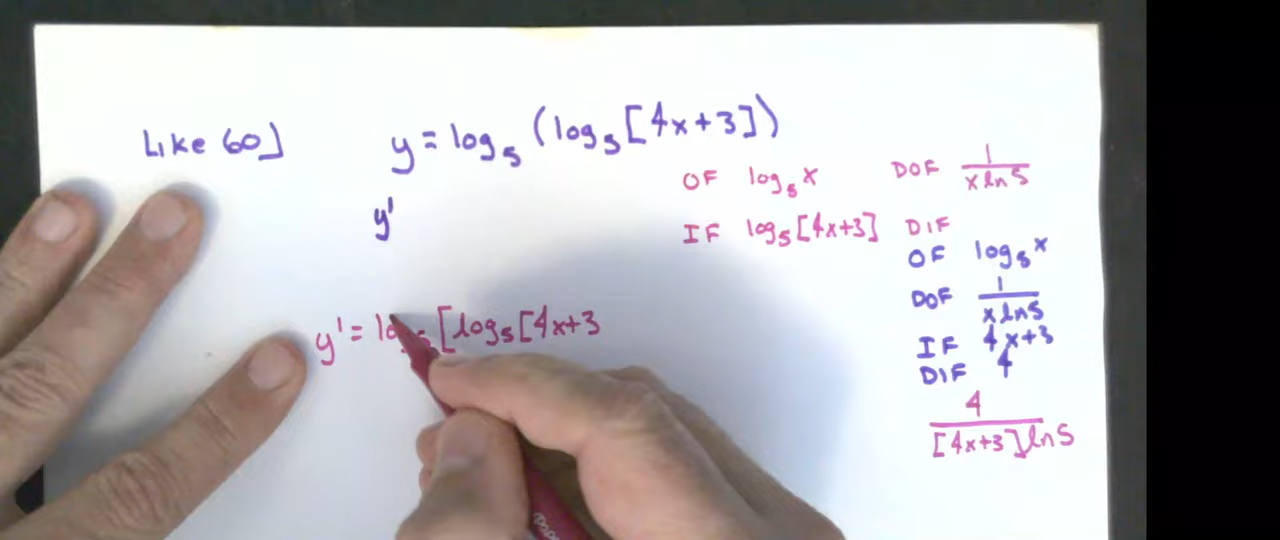 Like 60] y = log₅ (log₅ [4x+3])
OF log₅ x DOF 1/(x ln 5)
y'
IF log₅ [4x+3] DIF
OF log₅ x
DOF 1/(x ln 5)
y' = log₅ [log₅ [4x+3
IF 4x+3
DIF 4
4/([4x+3] ln 5)